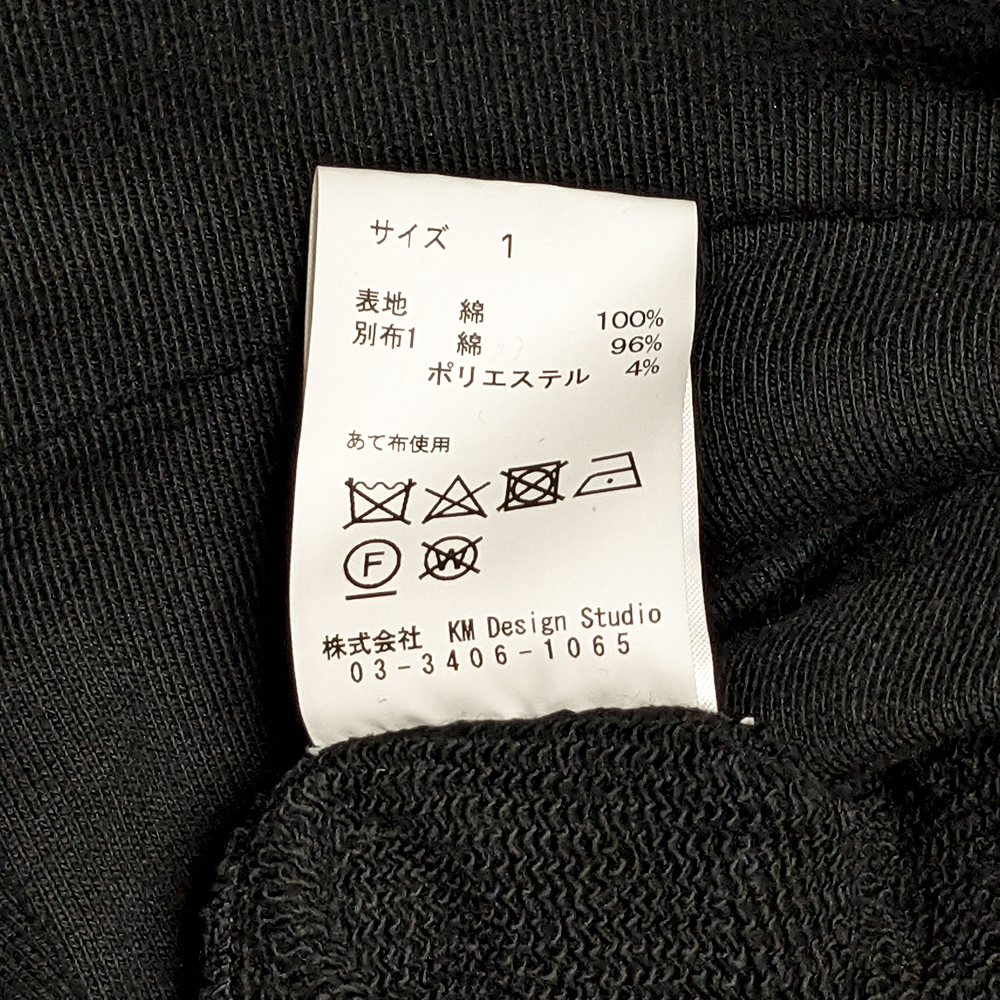 サイズ 1
表地 綿 100%
別布1 綿 96%
ポリエステル 4%
あて布使用
F W
株式会社 KM Design Studio
03-3406-1065